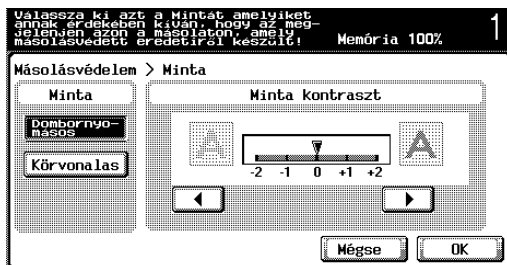 Válassza ki azt a Mintát amelyiket
annak érdekében kíván, hogy az meg-
jelenjen azon a másolaton, amely
másolásvédett eredetiről készült!
Memória 100%
1
Másolásvédelem > Minta
Minta
Minta kontraszt
Dombornyo-
másos
Körvonalas
A
A
-2 -1 0 +1 +2
Mégse
OK